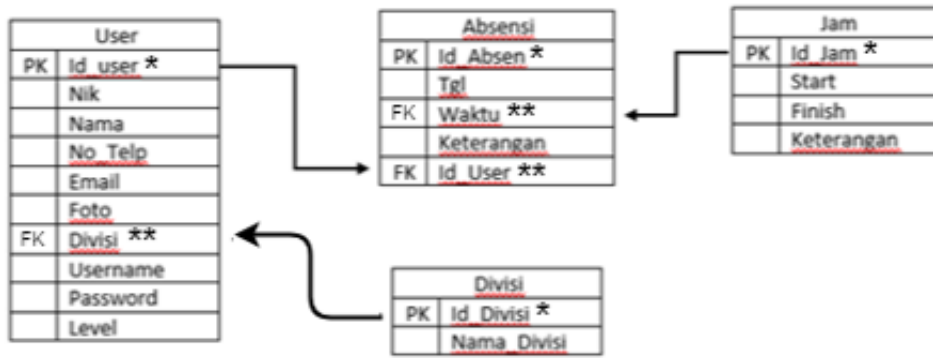 User
PK Id_user *
Nik
Nama
No_Telp
Email
Foto
FK Divisi **
Username
Password
Level
Absensi
PK Id_Absen *
Tgl
FK Waktu **
Keterangan
FK Id_User **
Jam
PK Id_Jam *
Start
Finish
Keterangan
Divisi
PK Id_Divisi *
Nama_Divisi